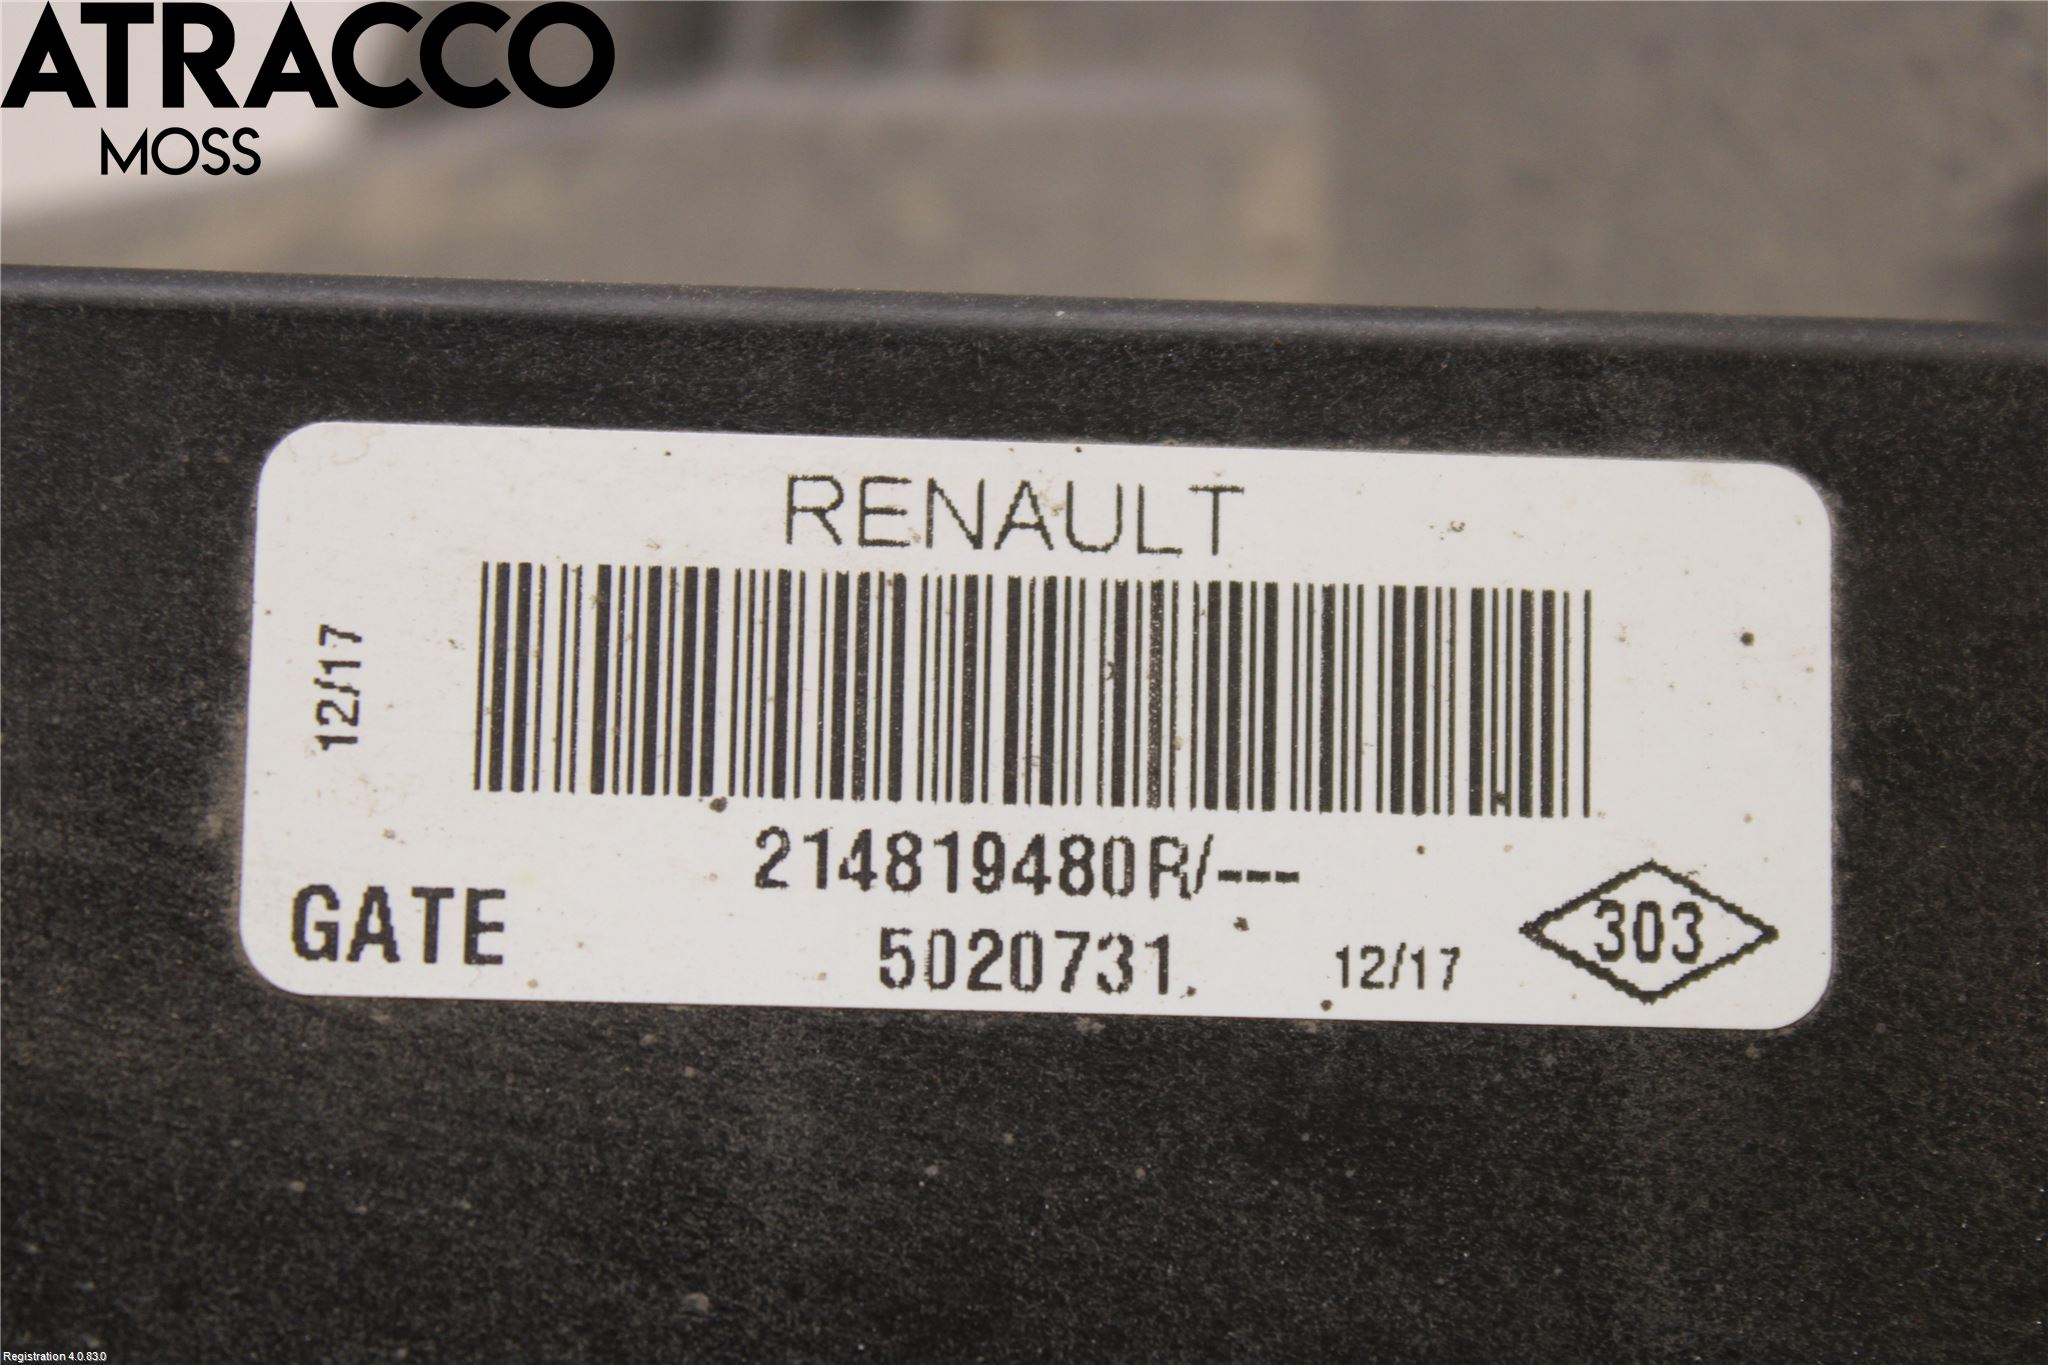 ATRACCO
MOSS
RENAULT
12/17
214819480R/---
GATE
5020731
12/17
303
Registration 4.0.83.0